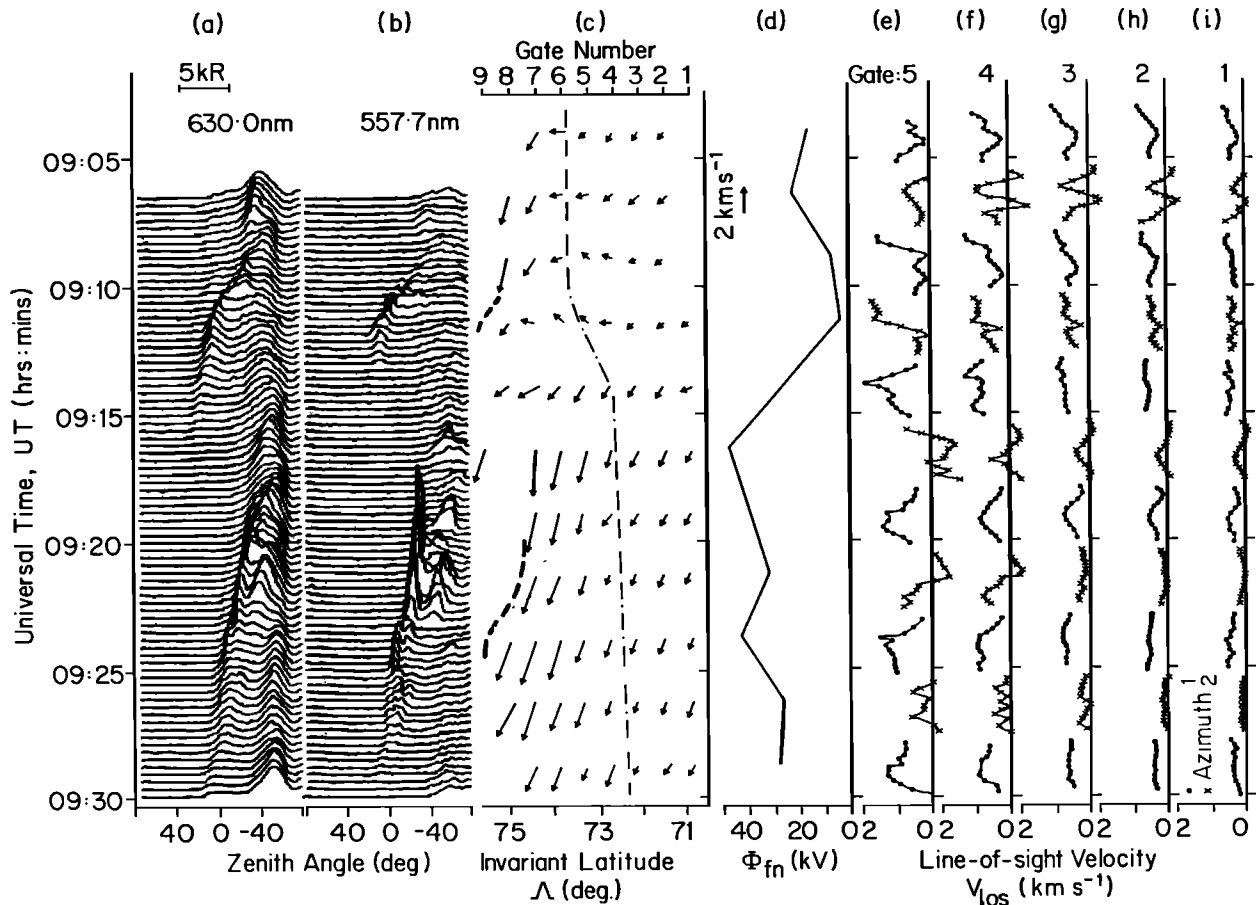 (a) (b) (c) (d) (e) (f) (g) (h) (i)
Gate Number
5kR 9 8 7 6 5 4 3 2 1 Gate:5 4 3 2 1
630·0nm 557·7nm
Universal Time, UT (hrs:mins)
09:05
09:10
09:15
09:20
09:25
09:30
2 kms⁻¹
• Azimuth 1
× 2
40 0 -40 40 0 -40 75 73 71 40 20 0 2 0 2 0 2 0 2 0 2 0
Zenith Angle (deg) Invariant Latitude Φfn (kV) Line-of-sight Velocity
Λ (deg.) Vlos (km s⁻¹)